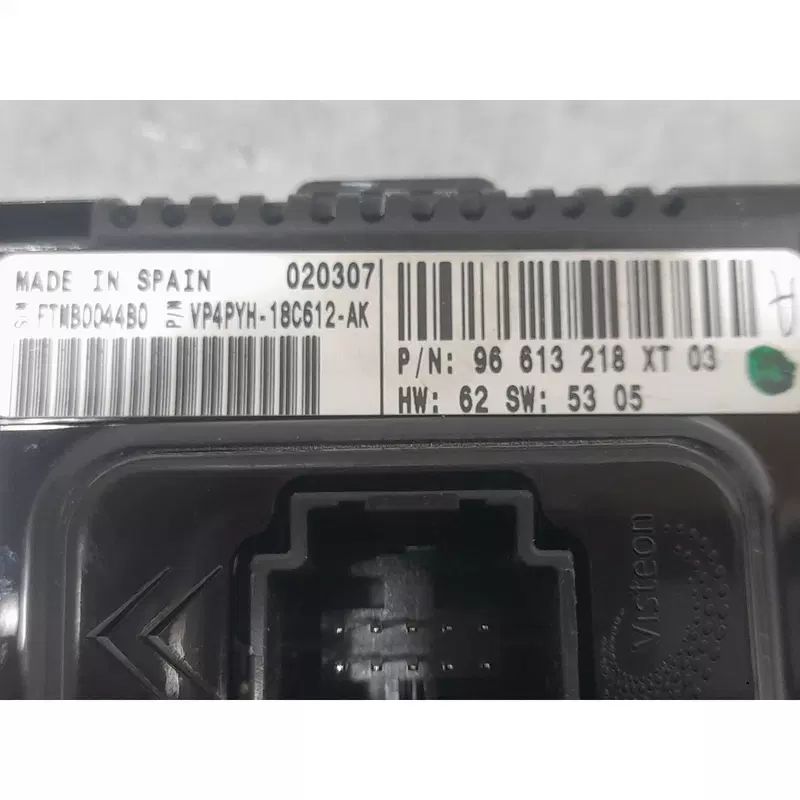 MADE IN SPAIN 020307
S/N FTMB0044B0 P/N VP4PYH-18C612-AK
P/N: 96 613 218 XT 03
HW: 62 SW: 53 05
A
Visteon